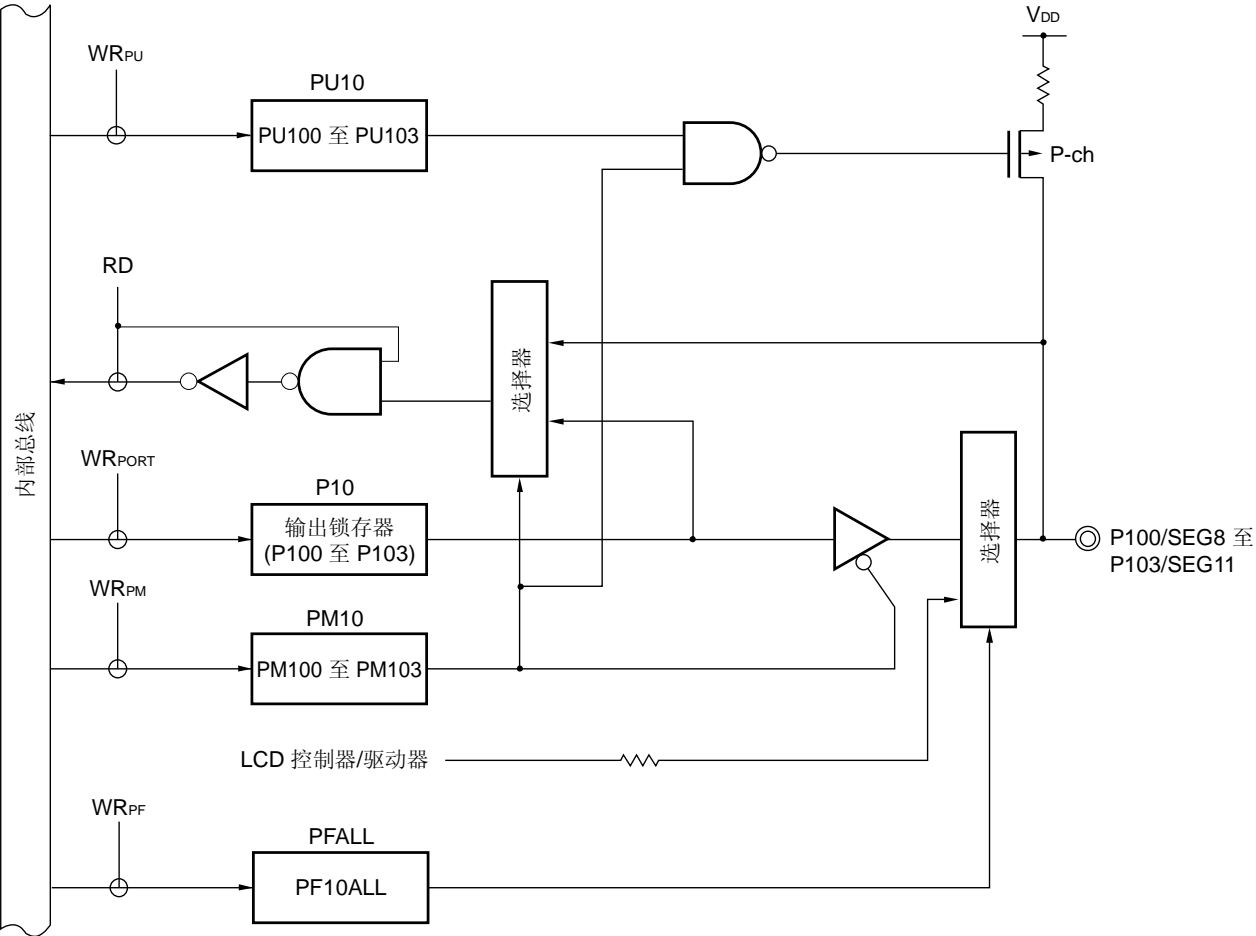 VDD
WRPU
PU10
PU100 至 PU103
P-ch
RD
选择器
内部总线
WRPORT
P10
输出锁存器
(P100 至 P103)
选择器
P100/SEG8 至
P103/SEG11
WRPM
PM10
PM100 至 PM103
LCD 控制器/驱动器
WRPF
PFALL
PF10ALL